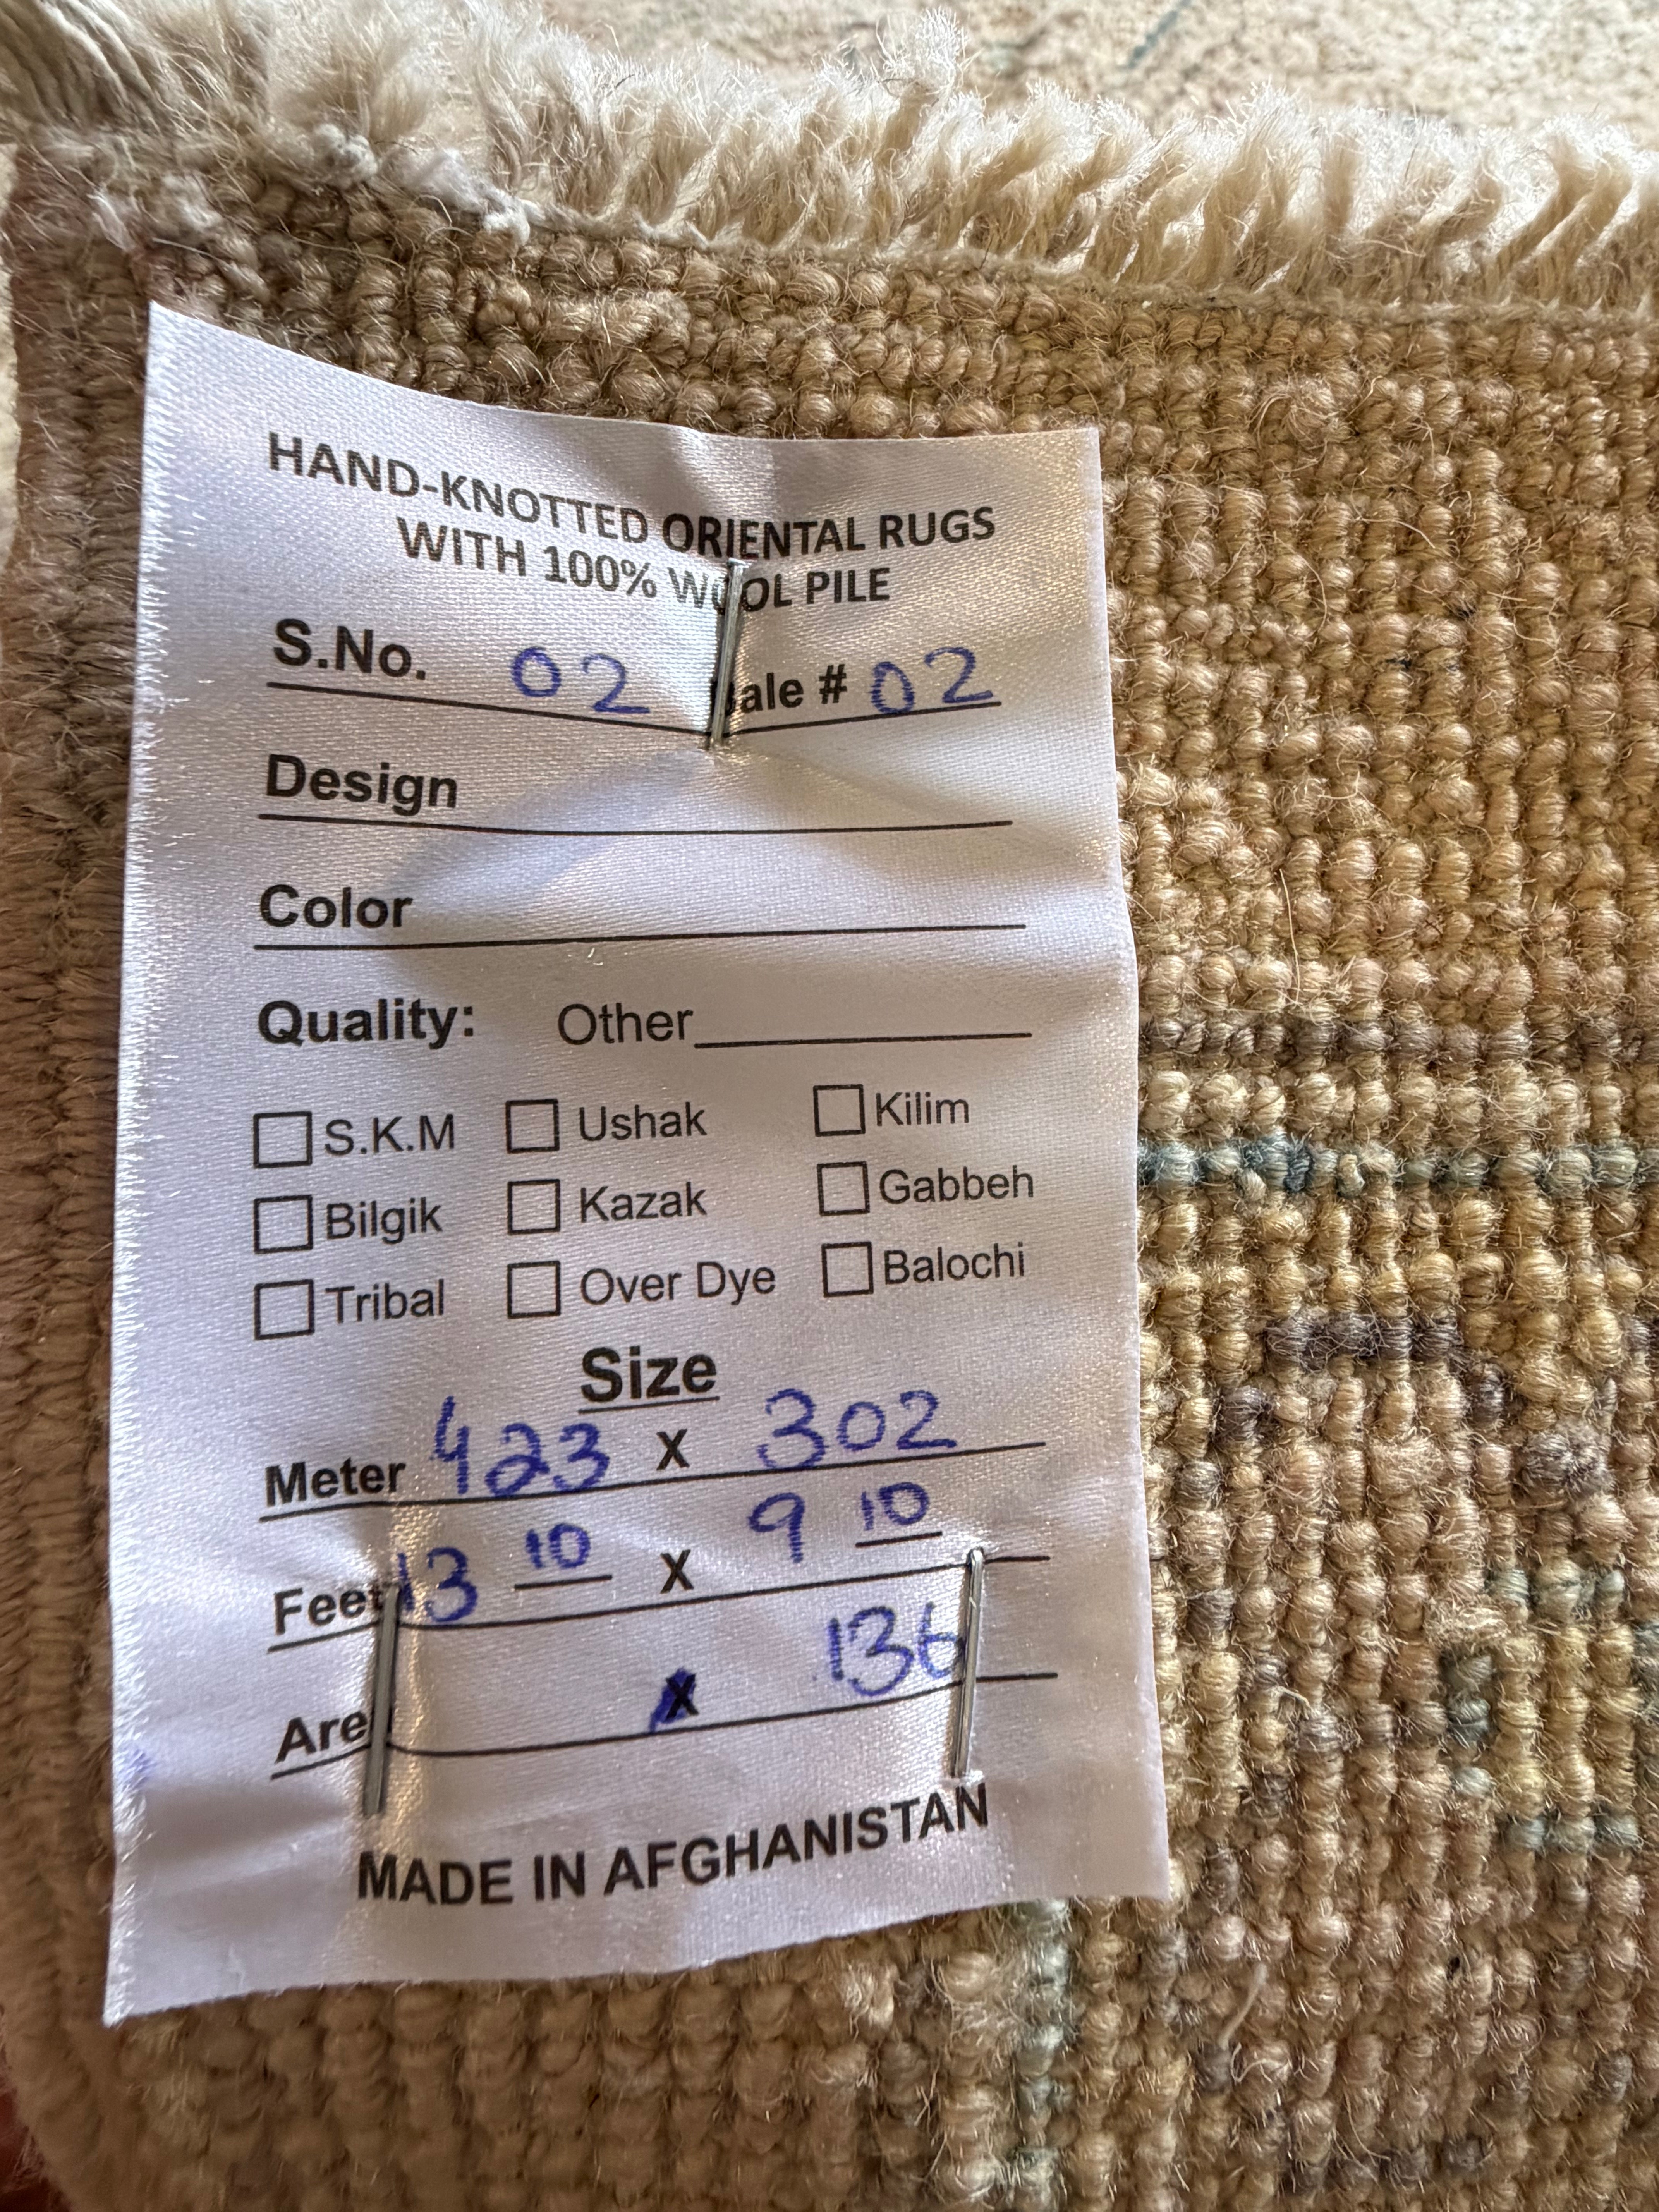 HAND-KNOTTED ORIENTAL RUGS
WITH 100% WOOL PILE
S.No. 02 Bale # 02
Design
Color
Quality: Other
S.K.M Ushak Kilim
Bilgik Kazak Gabbeh
Tribal Over Dye Balochi
Size
Meter 423 X 302
Feet 13 10 X 9 10
Area X 136
MADE IN AFGHANISTAN